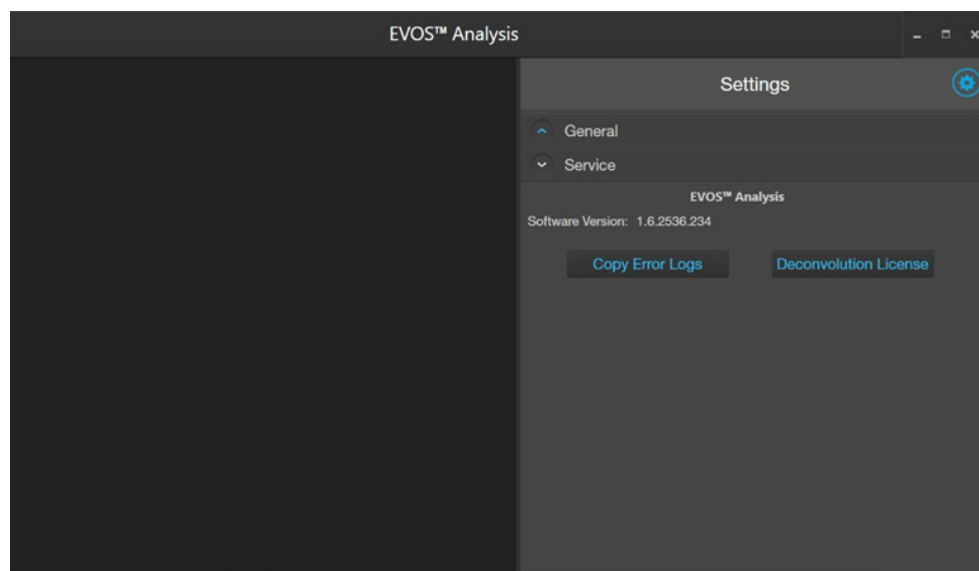 EVOS™ Analysis
Settings
General
Service
EVOS™ Analysis
Software Version: 1.6.2536.234
Copy Error Logs Deconvolution License